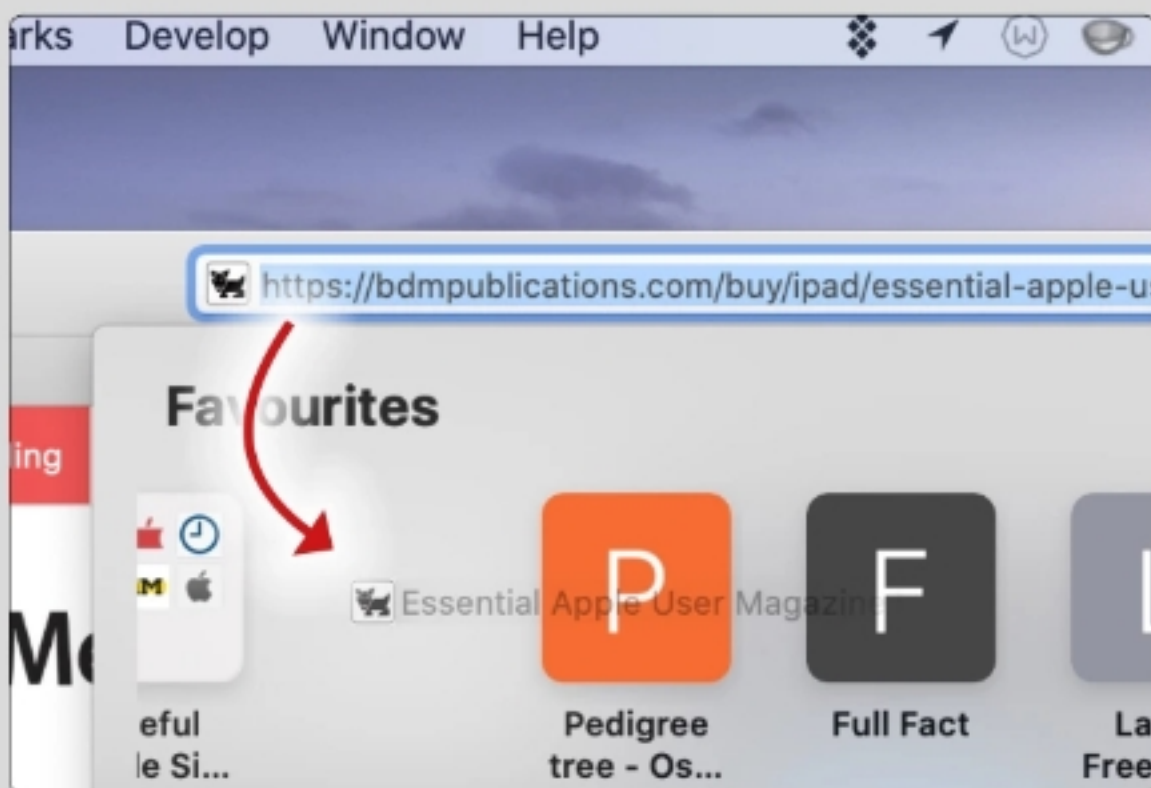 arks Develop Window Help
https://bdmpublications.com/buy/ipad/essential-apple-us
Favourites
ing
Essential Apple User Magazine
P F
M
Me
eful
le Si...
Pedigree
tree - Os...
Full Fact
La
Free